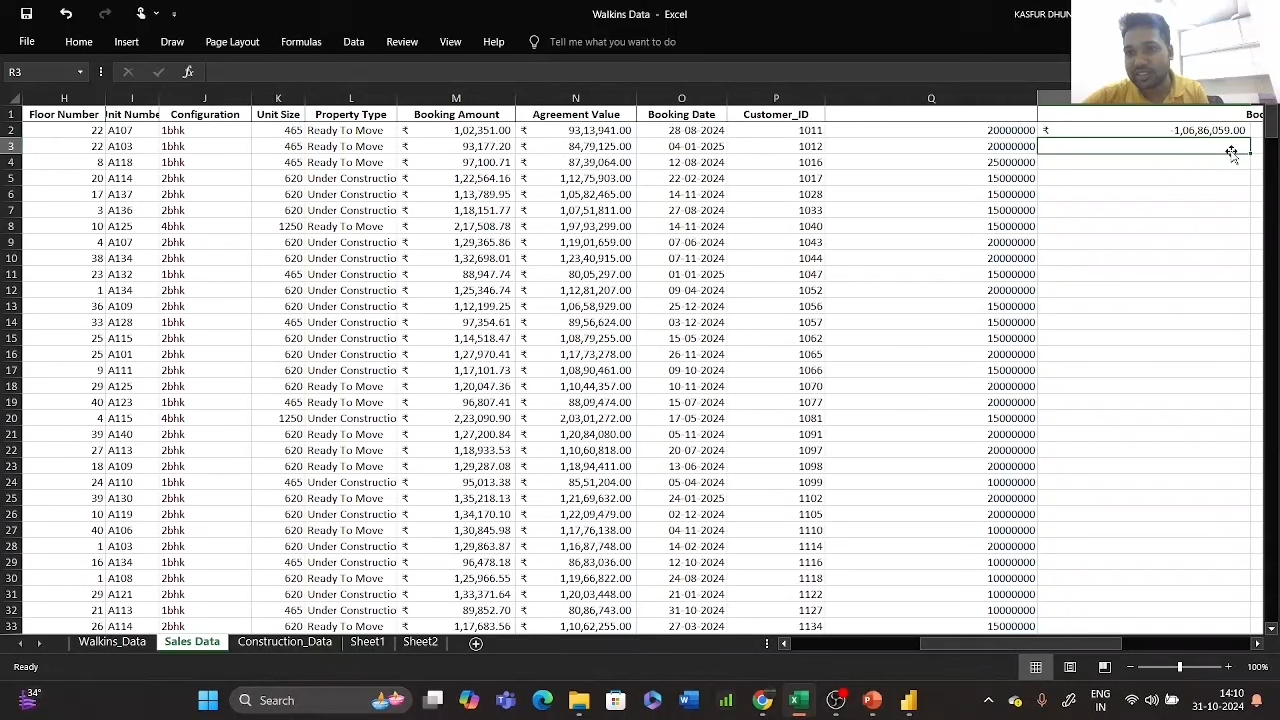 Walkins Data - Excel
KASFUR DHUN
File Home Insert Draw Page Layout Formulas Data Review View Help Tell me what you want to do
R3 fx
H I J K L M N O P Q
1 Floor Number Unit Numbe Configuration Unit Size Property Type Booking Amount Agreement Value Booking Date Customer_ID Boo
2 22 A107 1bhk 465 Ready To Move ₹ 1,02,351.00 ₹ 93,13,941.00 28-08-2024 1011 20000000 ₹ -1,06,86,059.00
3 22 A103 1bhk 465 Ready To Move ₹ 93,177.20 ₹ 84,79,125.00 04-01-2025 1012 20000000
4 8 A118 1bhk 465 Ready To Move ₹ 97,100.71 ₹ 87,39,064.00 12-08-2024 1016 25000000
5 20 A114 2bhk 620 Under Constructio ₹ 1,12,564.16 ₹ 1,12,75,903.00 22-02-2024 1017 15000000
6 17 A137 2bhk 620 Under Constructio ₹ 1,13,789.95 ₹ 1,05,82,465.00 14-11-2024 1028 15000000
7 3 A136 2bhk 620 Under Constructio ₹ 1,18,151.77 ₹ 1,07,51,811.00 27-08-2024 1033 15000000
8 10 A125 4bhk 1250 Ready To Move ₹ 2,17,508.78 ₹ 1,97,93,299.00 14-11-2024 1040 15000000
9 4 A107 2bhk 620 Under Constructio ₹ 1,29,365.86 ₹ 1,19,01,659.00 07-06-2024 1043 20000000
10 38 A134 2bhk 620 Under Constructio ₹ 1,32,698.01 ₹ 1,23,40,915.00 07-11-2024 1044 20000000
11 23 A132 1bhk 465 Under Constructio ₹ 88,947.74 ₹ 80,05,297.00 01-01-2025 1047 15000000
12 1 A134 2bhk 620 Under Constructio ₹ 1,25,346.74 ₹ 1,12,81,207.00 09-04-2024 1052 20000000
13 36 A109 2bhk 620 Under Constructio ₹ 1,12,199.25 ₹ 1,06,58,929.00 25-12-2024 1056 15000000
14 33 A128 1bhk 465 Under Constructio ₹ 97,354.61 ₹ 89,56,624.00 03-12-2024 1057 15000000
15 25 A115 2bhk 620 Under Constructio ₹ 1,14,518.47 ₹ 1,08,79,255.00 15-05-2024 1062 15000000
16 25 A101 2bhk 620 Under Constructio ₹ 1,27,970.41 ₹ 1,17,73,278.00 26-11-2024 1065 20000000
17 9 A111 2bhk 620 Under Constructio ₹ 1,17,101.73 ₹ 1,08,90,461.00 09-10-2024 1066 15000000
18 29 A125 2bhk 620 Ready To Move ₹ 1,20,047.36 ₹ 1,10,44,357.00 10-11-2024 1070 20000000
19 40 A123 1bhk 465 Ready To Move ₹ 96,807.41 ₹ 88,09,474.00 15-07-2024 1077 20000000
20 4 A115 4bhk 1250 Under Constructio ₹ 2,23,090.90 ₹ 2,03,01,272.00 17-05-2024 1081 15000000
21 39 A140 2bhk 620 Ready To Move ₹ 1,27,200.84 ₹ 1,20,84,080.00 05-11-2024 1091 20000000
22 27 A113 2bhk 620 Ready To Move ₹ 1,18,933.53 ₹ 1,10,60,818.00 20-07-2024 1097 20000000
23 18 A109 2bhk 620 Ready To Move ₹ 1,29,287.08 ₹ 1,18,94,411.00 13-06-2024 1098 20000000
24 24 A110 1bhk 465 Ready To Move ₹ 95,013.38 ₹ 85,51,204.00 05-04-2024 1099 10000000
25 39 A130 2bhk 620 Ready To Move ₹ 1,35,218.13 ₹ 1,21,69,632.00 24-01-2025 1102 20000000
26 10 A119 2bhk 620 Under Constructio ₹ 1,34,170.10 ₹ 1,22,09,479.00 02-12-2024 1105 20000000
27 40 A106 2bhk 620 Ready To Move ₹ 1,30,845.98 ₹ 1,17,76,138.00 04-11-2024 1110 10000000
28 1 A103 2bhk 620 Under Constructio ₹ 1,29,863.87 ₹ 1,16,87,748.00 14-02-2024 1114 20000000
29 16 A134 1bhk 465 Under Constructio ₹ 96,478.18 ₹ 86,83,036.00 12-10-2024 1116 10000000
30 1 A108 2bhk 620 Ready To Move ₹ 1,25,966.55 ₹ 1,19,66,822.00 24-08-2024 1118 10000000
31 29 A121 2bhk 620 Under Constructio ₹ 1,33,371.64 ₹ 1,20,03,448.00 21-01-2024 1122 10000000
32 21 A113 1bhk 465 Under Constructio ₹ 89,852.70 ₹ 80,86,743.00 31-10-2024 1127 10000000
33 26 A114 2bhk 620 Ready To Move ₹ 1,17,683.56 ₹ 1,10,62,255.00 27-03-2024 1134 15000000
Walkins_Data Sales Data Construction_Data Sheet1 Sheet2
Ready 100%
34° Search ENG 14:10
IN 31-10-2024